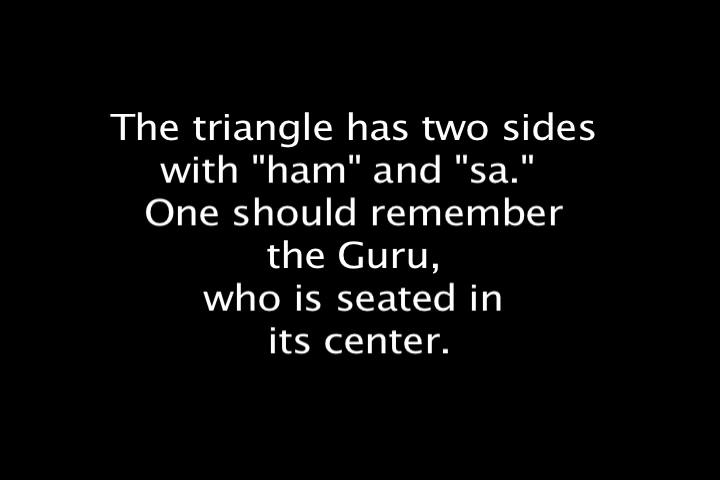 The triangle has two sides
with "ham" and "sa."
One should remember
the Guru,
who is seated in
its center.